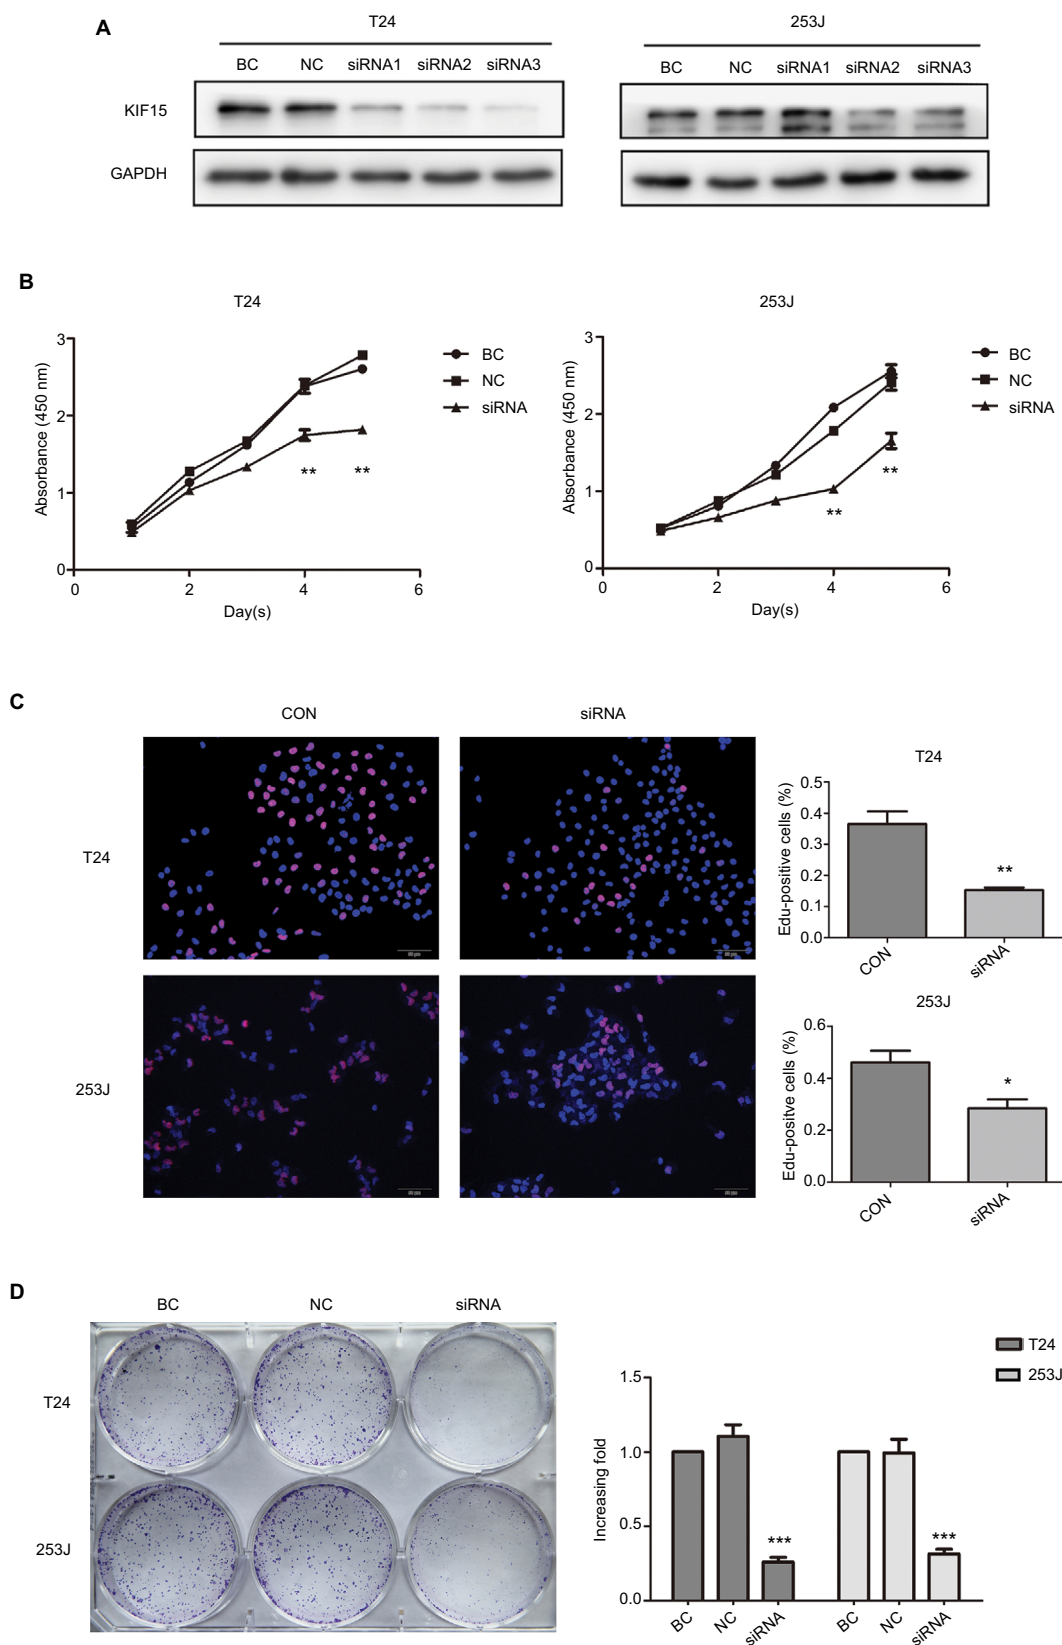 A
T24
253J
BC NC siRNA1 siRNA2 siRNA3
BC NC siRNA1 siRNA2 siRNA3
KIF15
GAPDH
B
T24
253J
Absorbance (450 nm)
3
2
1
0
0 2 4 6
Day(s)
BC
NC
siRNA
** **
Absorbance (450 nm)
3
2
1
0
0 2 4 6
Day(s)
BC
NC
siRNA
**
**
C
CON
siRNA
T24
253J
T24
Edu-positive cells (%)
0.5
0.4
0.3
0.2
0.1
0.0
**
CON siRNA
253J
Edu-positve cells (%)
0.6
0.4
0.2
0.0
*
CON siRNA
D
BC NC siRNA
T24
253J
T24
253J
Increasing fold
1.5
1.0
0.5
0.0
*** ***
BC NC siRNA BC NC siRNA